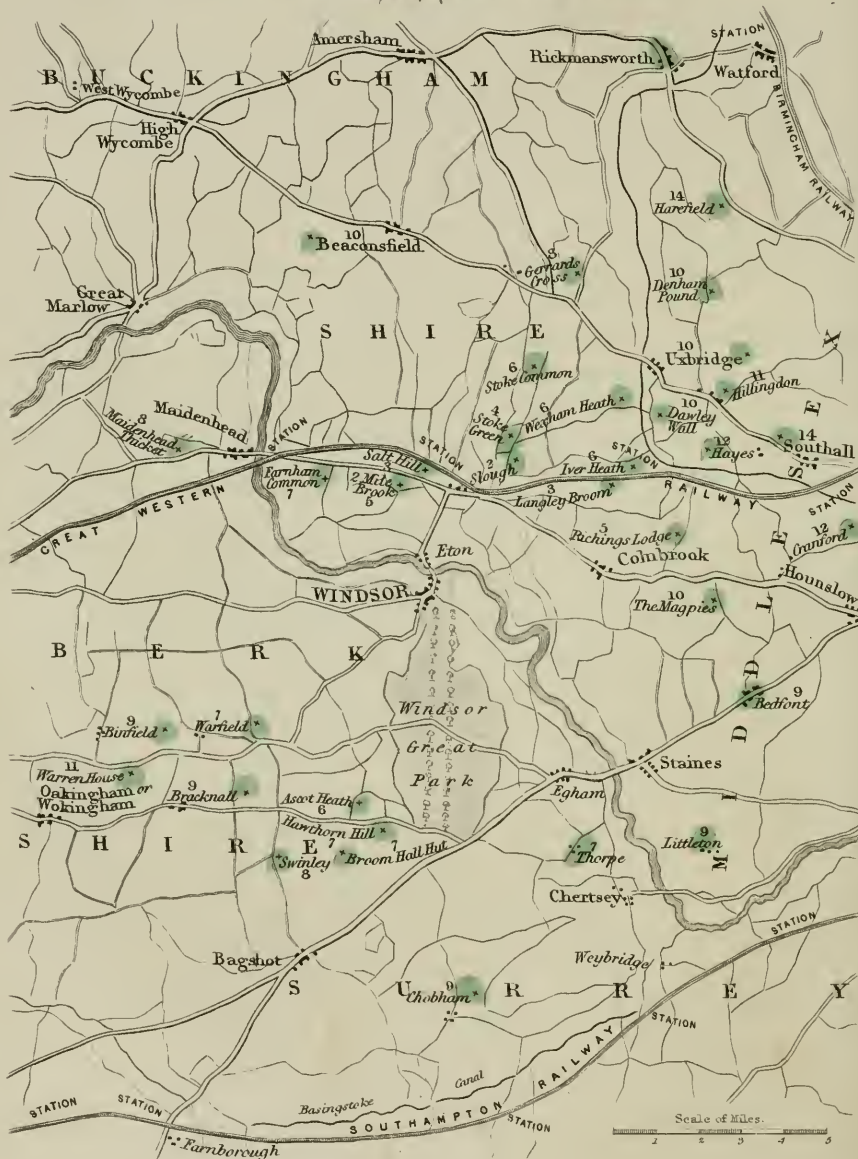 Amersham
Rickmansworth
STATION
Watford
BUCKINGHAM
West Wycombe
High
Wycombe
BIRMINGHAM RAILWAY
14
Harefield
10
Beaconsfield
8
Gerrards
Cross
10
Denham
Pound
Great
Marlow
SHIRE
10
Uxbridge
6
Stoke Common
11
Hillingdon
4
Stoke
Green
6
Wexham Heath
10
Dawley
Wall
8
Maidenhead
Thicket
Maidenhead
STATION
Salt Hill
3
STATION
2
Slough
6
Iver Heath
STATION
12
Hayes
14
Southall
Farnham
Common
7
2 Mile
Brook
5
3
Langley Broom
GREAT WESTERN
RAILWAY
STATION
12
Cranford
5
Richings Lodge
Colnbrook
Eton
Hounslow
WINDSOR
10
The Magpies
BERK
MIDDLESEX
9
Bedfont
Windsor
Great
Park
9
Binfield
7
Warfield
11
Warren House
Oakingham or
Wokingham
9
Bracknall
Ascot Heath
6
Staines
Egham
Hawthorn Hill
7
SHIRE
7
Broom Hall Hut
Swinley
8
7
Thorpe
9
Littleton
Chertsey
Bagshot
Weybridge
STATION
9
Chobham
SURREY
STATION
Basingstoke Canal
SOUTHAMPTON RAILWAY
STATION
STATION
STATION
Farnborough
Scale of Miles.
1 2 3 4 5